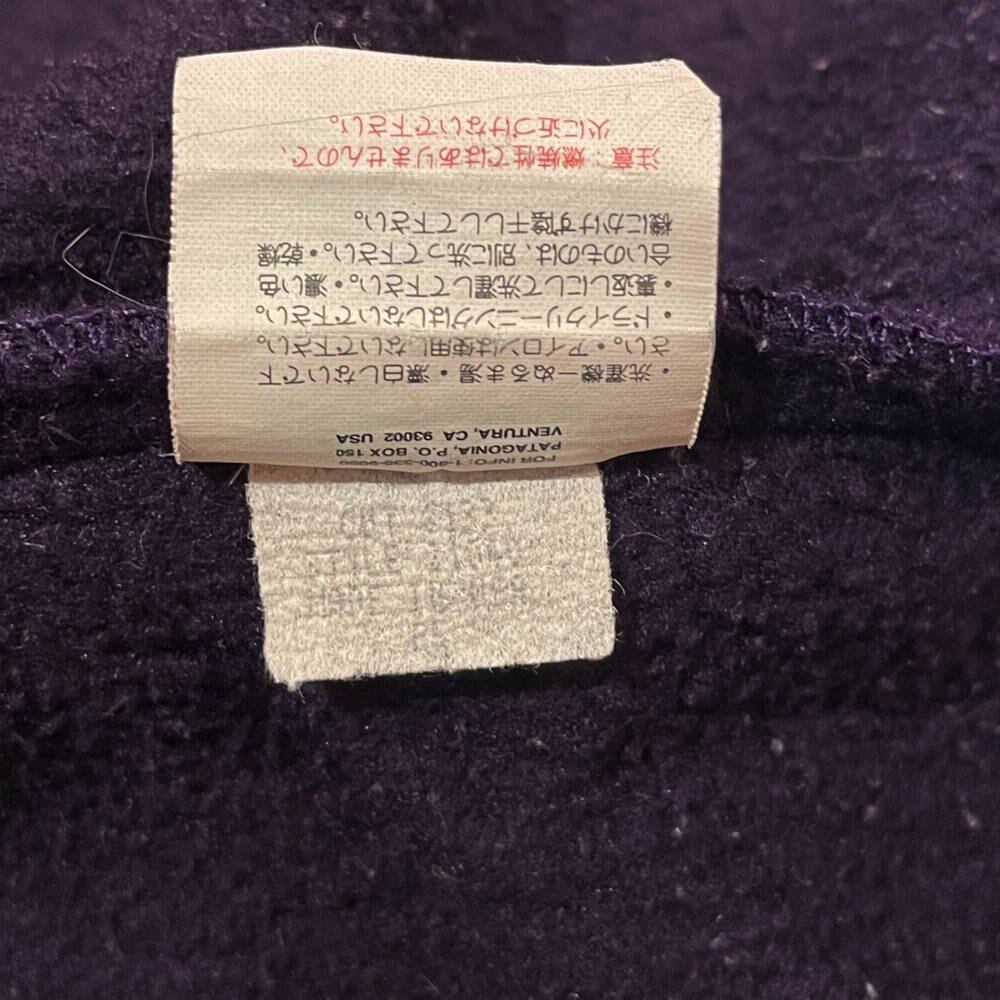 FOR INFO: 1-800-
PATAGONIA, P.O. BOX 150
VENTURA, CA 93002 USA
・洗濯機ーぬるま湯・漂白しないで下
さい。・アイロンは使用しないで下さい。
・ドライクリーニングはしないで下さい。
・裏返しにして洗濯して下さい。・濃い色
合いのものは、別に洗って下さい。・乾燥
機にかけず陰干しして下さい。
注意：燃焼性ではありませんので、
火に近づけないで下さい。